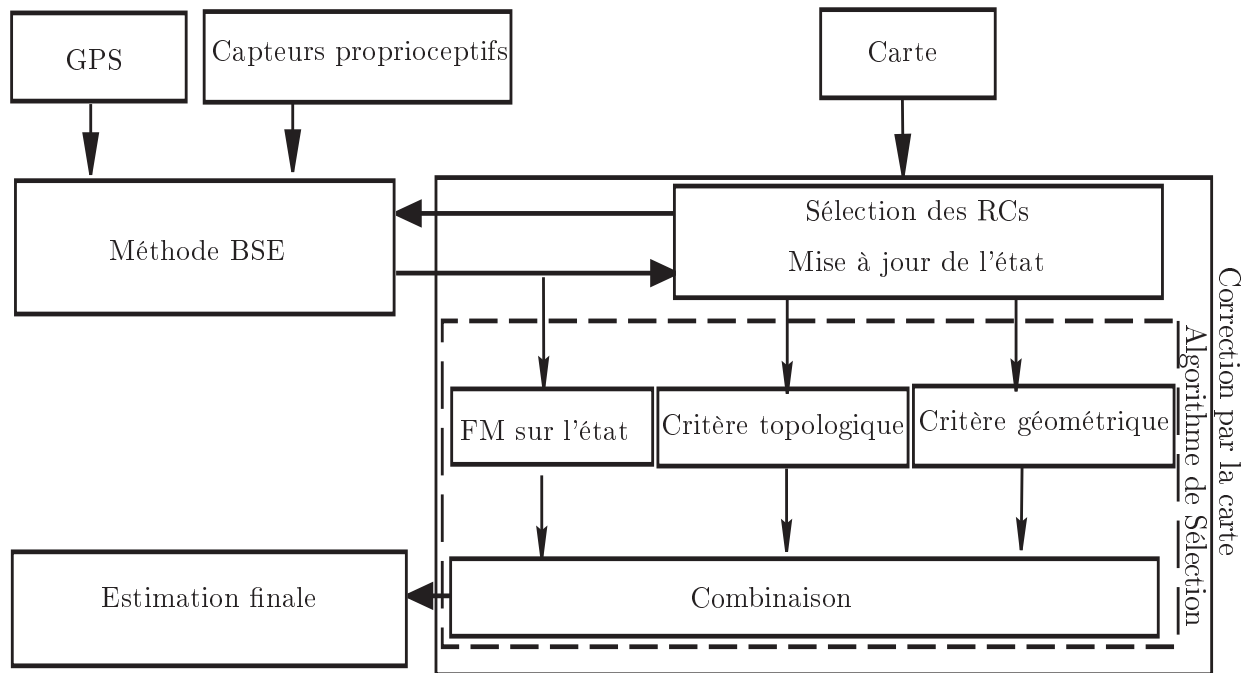 GPS
Capteurs proprioceptifs
Carte
Méthode BSE
Sélection des RCs
Mise à jour de l'état
FM sur l'état
Critère topologique
Critère géométrique
Algorithme de Sélection
Correction par la carte
Estimation finale
Combinaison